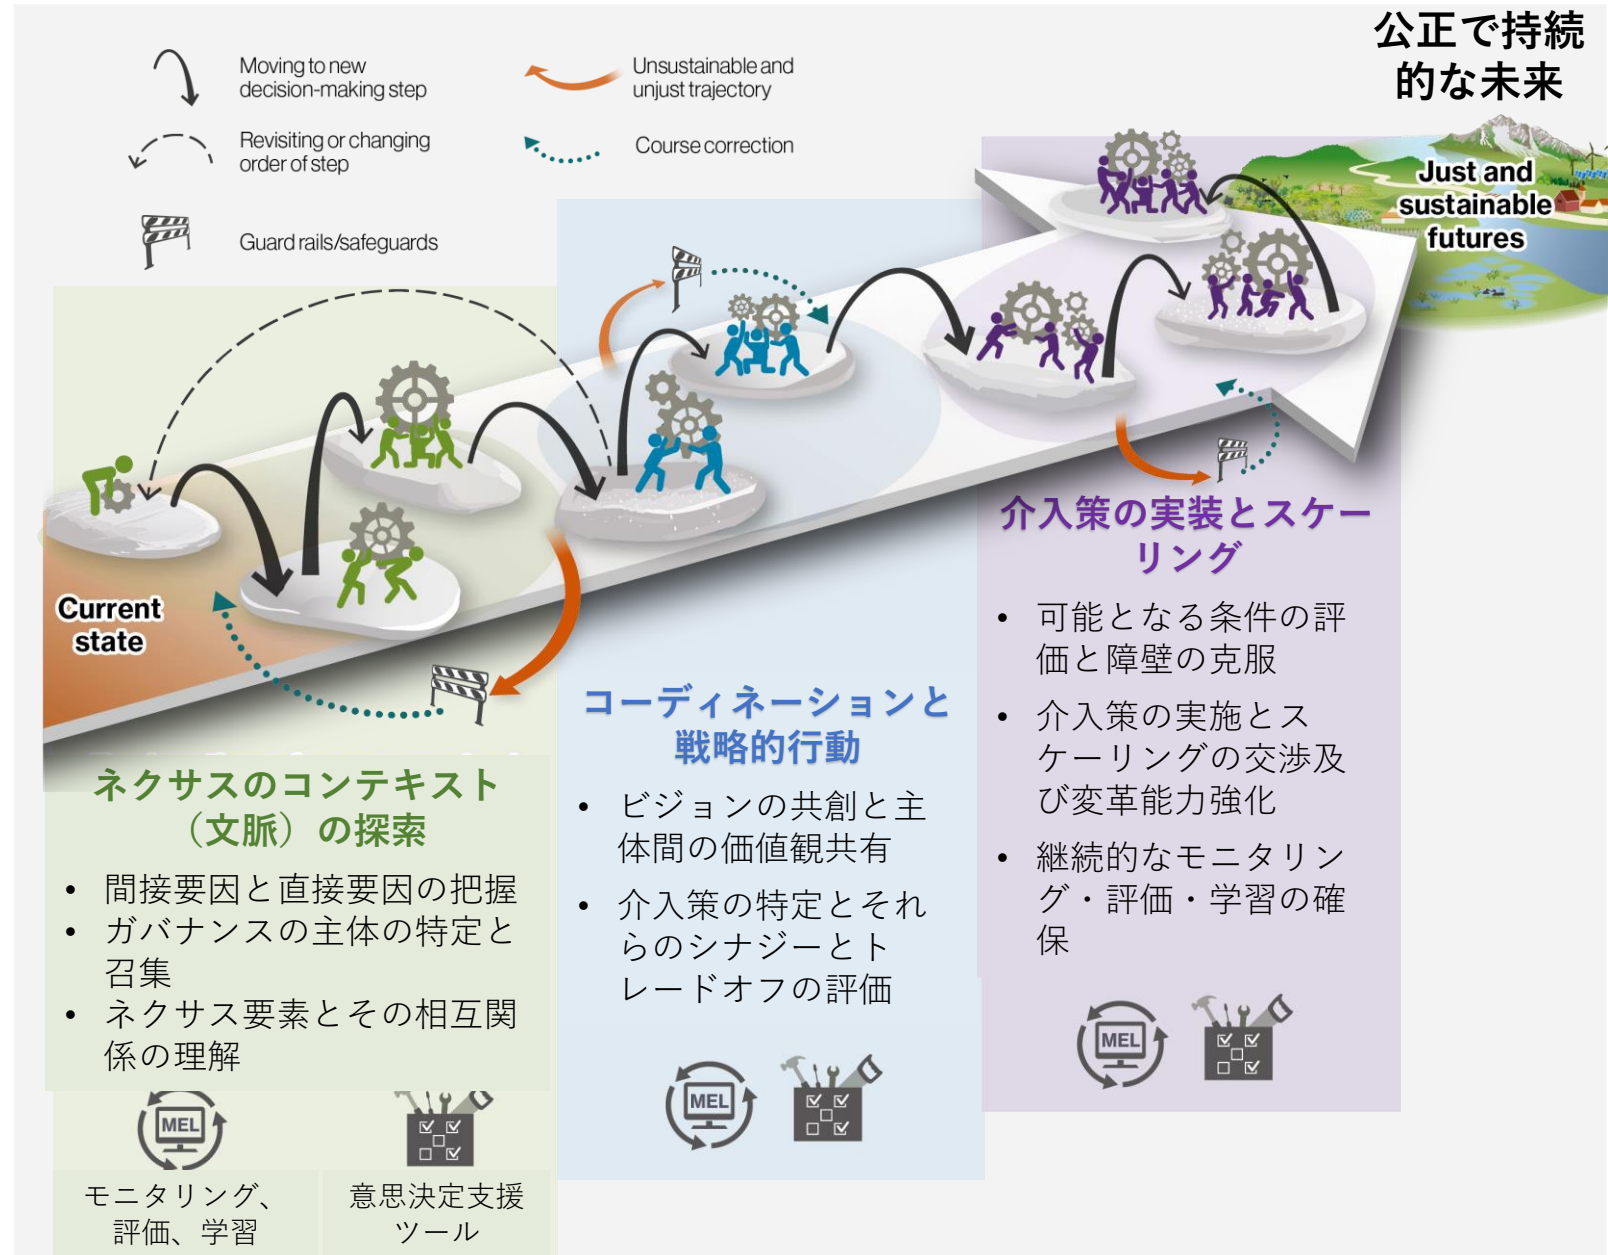 公正で持続
的な未来
Moving to new
decision-making step
Unsustainable and
unjust trajectory
Revisiting or changing
order of step
Course correction
Guard rails/safeguards
Just and
sustainable
futures
Current
state
ネクサスのコンテキスト
（文脈）の探索
• 間接要因と直接要因の把握
• ガバナンスの主体の特定と
召集
• ネクサス要素とその相互関
係の理解
MEL
モニタリング、
評価、学習
意思決定支援
ツール
コーディネーションと
戦略的行動
• ビジョンの共創と主
体間の価値観共有
• 介入策の特定とそれ
らのシナジーとト
レードオフの評価
MEL
介入策の実装とスケー
リング
• 可能となる条件の評
価と障壁の克服
• 介入策の実施とス
ケーリングの交渉及
び変革能力強化
• 継続的なモニタリン
グ・評価・学習の確
保
MEL